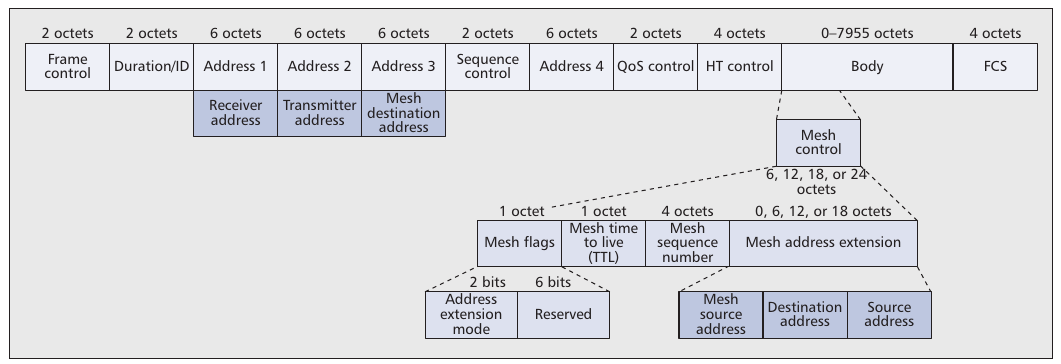 2 octets 2 octets 6 octets 6 octets 6 octets 2 octets 6 octets 2 octets 4 octets 0–7955 octets 4 octets
Frame
control
Duration/ID
Address 1
Address 2
Address 3
Sequence
control
Address 4
QoS control
HT control
Body
FCS
Receiver
address
Transmitter
address
Mesh
destination
address
Mesh
control
6, 12, 18, or 24
octets
1 octet 1 octet 4 octets 0, 6, 12, or 18 octets
Mesh flags
Mesh time
to live
(TTL)
Mesh
sequence
number
Mesh address extension
2 bits 6 bits
Address
extension
mode
Reserved
Mesh
source
address
Destination
address
Source
address